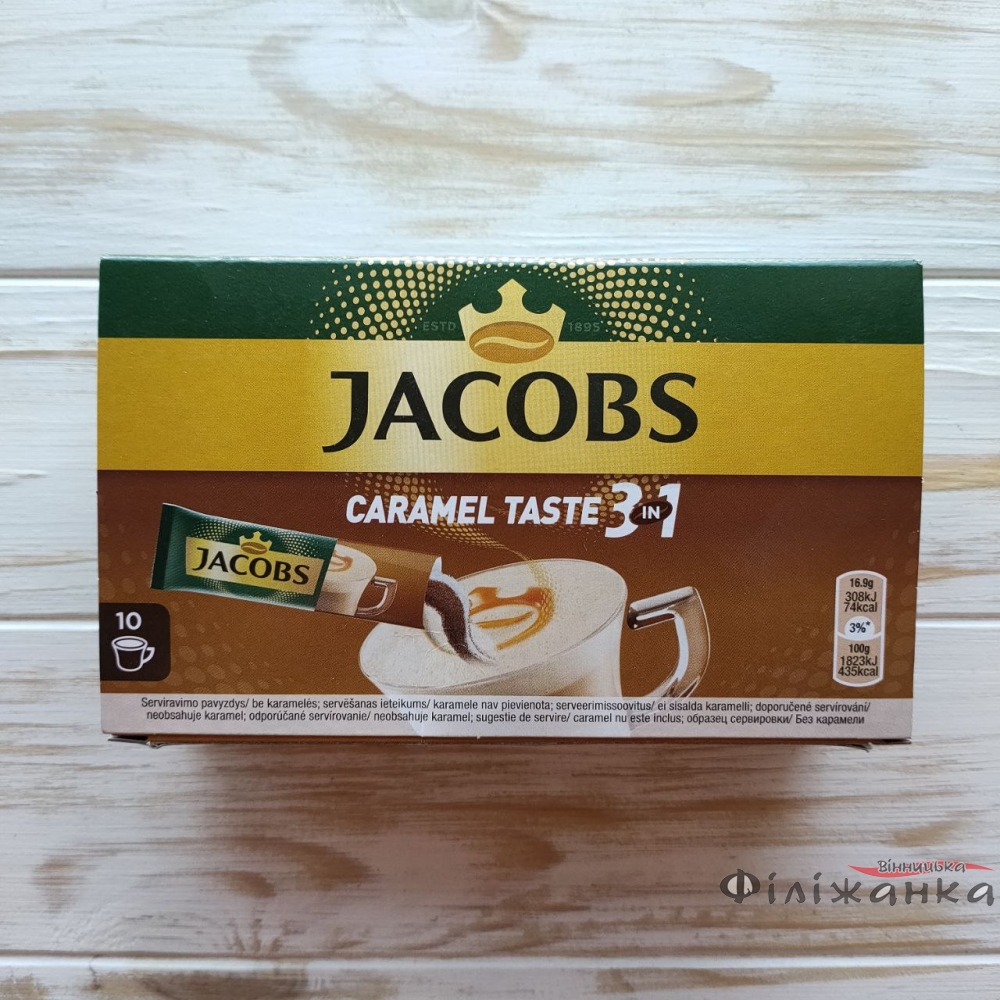 ESTD 1895
JACOBS
CARAMEL TASTE 3 IN 1
JACOBS
10
16.9g
308kJ
74kcal
3%*
100g
1823kJ
435kcal
Serviravimo pavyzdys/ be karamelės; servēšanas ieteikums/ karamele nav pievienota; serveerimissoovitus/ ei sisalda karamelli; doporučené servírování/
neobsahuje karamel; odporúčané servírovanie/ neobsahuje karamel; sugestie de servire/ caramel nu este inclus; образец сервировки/ Без карамели
Вінницька
Філіжанка